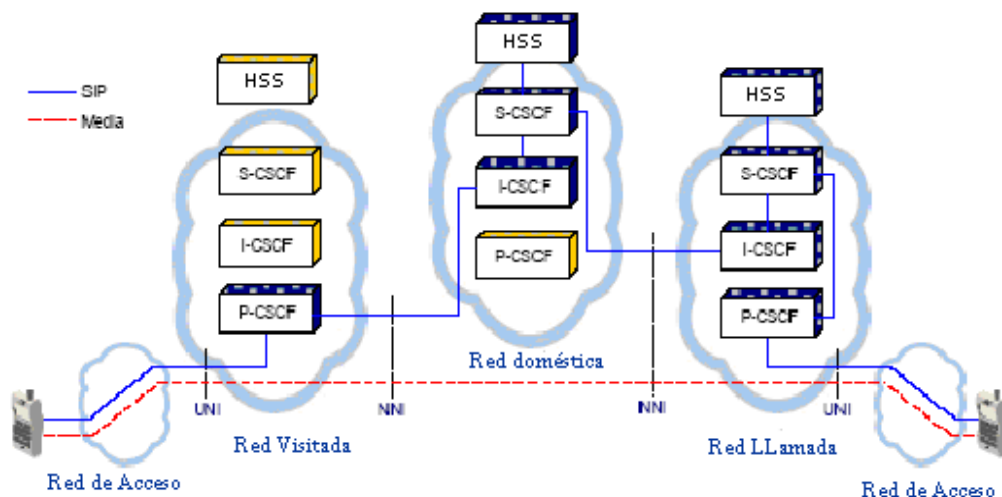 SIP
Media
HSS
S-CSCF
I-CSCF
P-CSCF
HSS
S-CSCF
I-CSCF
P-CSCF
HSS
S-CSCF
I-CSCF
P-CSCF
UNI
NNI
NNI
UNI
Red de Acceso
Red Visitada
Red doméstica
Red LLamada
Red de Acceso